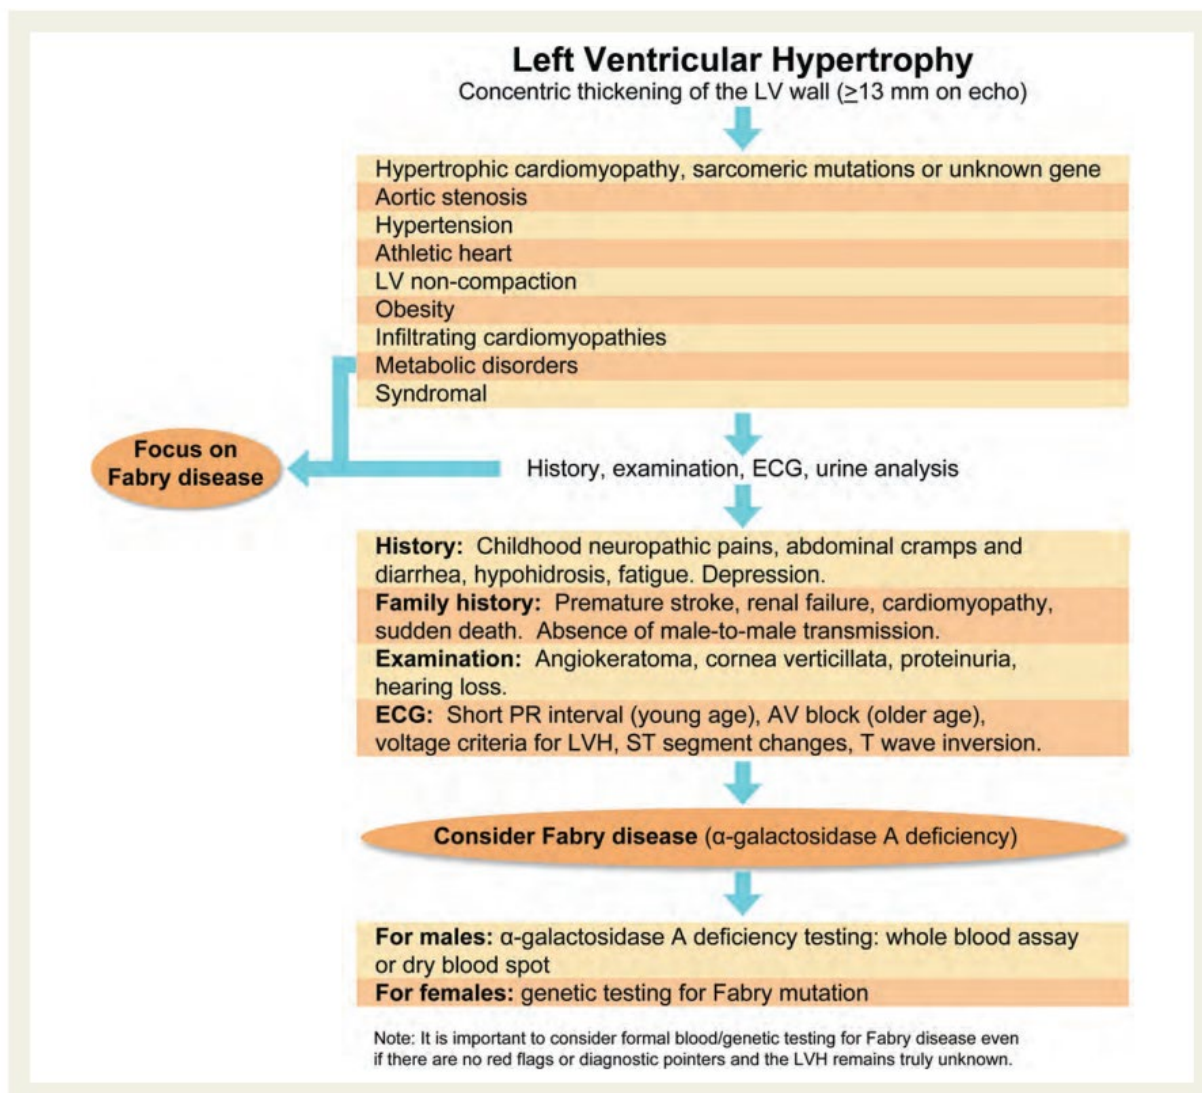 Left Ventricular Hypertrophy
Concentric thickening of the LV wall (≥13 mm on echo)
Hypertrophic cardiomyopathy, sarcomeric mutations or unknown gene
Aortic stenosis
Hypertension
Athletic heart
LV non-compaction
Obesity
Infiltrating cardiomyopathies
Metabolic disorders
Syndromal
Focus on
Fabry disease
History, examination, ECG, urine analysis
History: Childhood neuropathic pains, abdominal cramps and
diarrhea, hypohidrosis, fatigue. Depression.
Family history: Premature stroke, renal failure, cardiomyopathy,
sudden death. Absence of male-to-male transmission.
Examination: Angiokeratoma, cornea verticillata, proteinuria,
hearing loss.
ECG: Short PR interval (young age), AV block (older age),
voltage criteria for LVH, ST segment changes, T wave inversion.
Consider Fabry disease (α-galactosidase A deficiency)
For males: α-galactosidase A deficiency testing: whole blood assay
or dry blood spot
For females: genetic testing for Fabry mutation
Note: It is important to consider formal blood/genetic testing for Fabry disease even
if there are no red flags or diagnostic pointers and the LVH remains truly unknown.